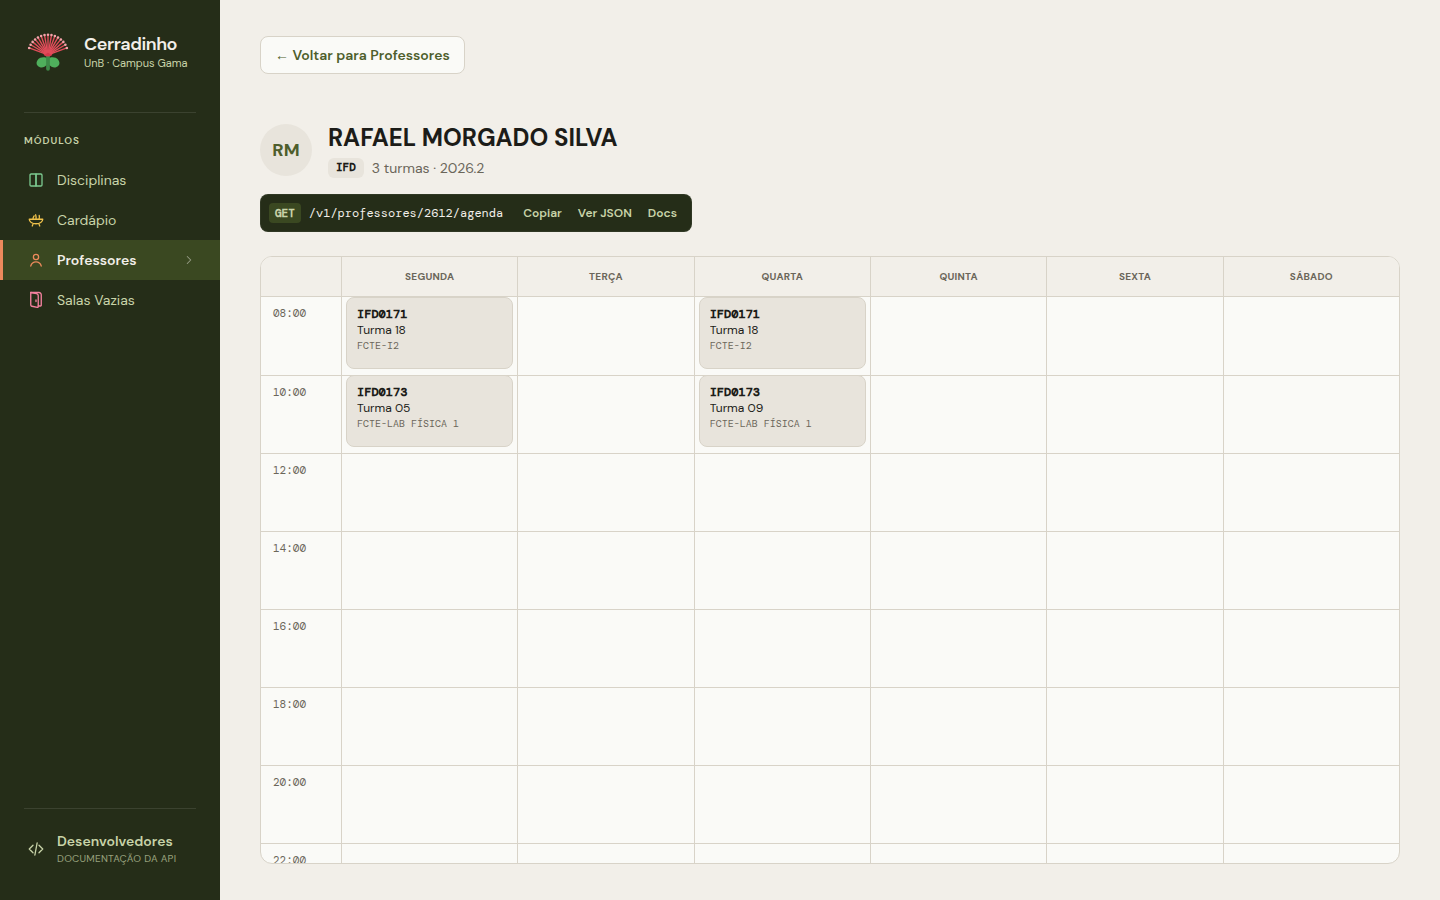 Cerradinho
UnB · Campus Gama
MÓDULOS
Disciplinas
Cardápio
Professores
Salas Vazias
Desenvolvedores
DOCUMENTAÇÃO DA API
← Voltar para Professores
RM
RAFAEL MORGADO SILVA
IFD 3 turmas · 2026.2
GET /v1/professores/2612/agenda Copiar Ver JSON Docs
SEGUNDA TERÇA QUARTA QUINTA SEXTA SÁBADO
08:00
IFD0171
Turma 18
FCTE-I2
IFD0171
Turma 18
FCTE-I2
10:00
IFD0173
Turma 05
FCTE-LAB FÍSICA 1
IFD0173
Turma 09
FCTE-LAB FÍSICA 1
12:00
14:00
16:00
18:00
20:00
22:00